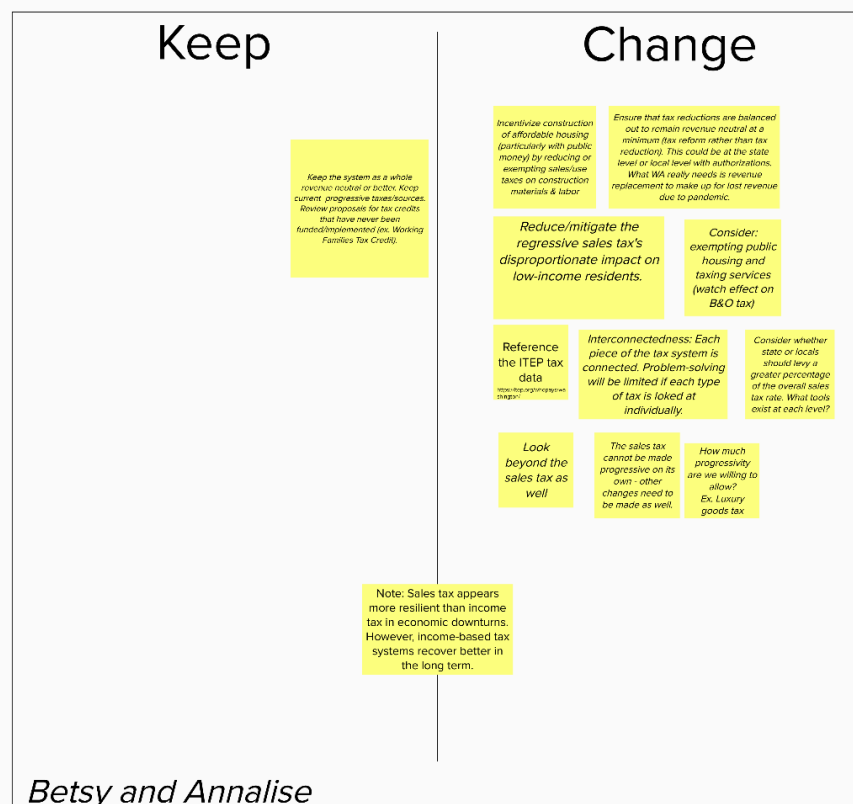 Keep
Change
Keep the system as a whole
revenue neutral or better. Keep
current progressive taxes/sources.
Review proposals for tax credits
that have never been
funded/implemented (ex. Working
Families Tax Credit).
Incentivize construction
of affordable housing
(particularly with public
money) by reducing or
exempting sales/use
taxes on construction
materials & labor
Ensure that tax reductions are balanced
out to remain revenue neutral at a
minimum (tax reform rather than tax
reduction). This could be at the state
level or local level with authorizations.
What WA really needs is revenue
replacement to make up for lost revenue
due to pandemic.
Reduce/mitigate the
regressive sales tax's
disproportionate impact on
low-income residents.
Consider:
exempting public
housing and
taxing services
(watch effect on
B&O tax)
Reference
the ITEP tax
data
https://itep.org/whopays/wa
shington/
Interconnectedness: Each
piece of the tax system is
connected. Problem-solving
will be limited if each type
of tax is loked at
individually.
Consider whether
state or locals
should levy a
greater percentage
of the overall sales
tax rate. What tools
exist at each level?
Look
beyond the
sales tax as
well
The sales tax
cannot be made
progressive on its
own - other
changes need to
be made as well.
How much
progressivity
are we willing to
allow?
Ex. Luxury
goods tax
Note: Sales tax appears
more resilient than income
tax in economic downturns.
However, income-based tax
systems recover better in
the long term.
Betsy and Annalise